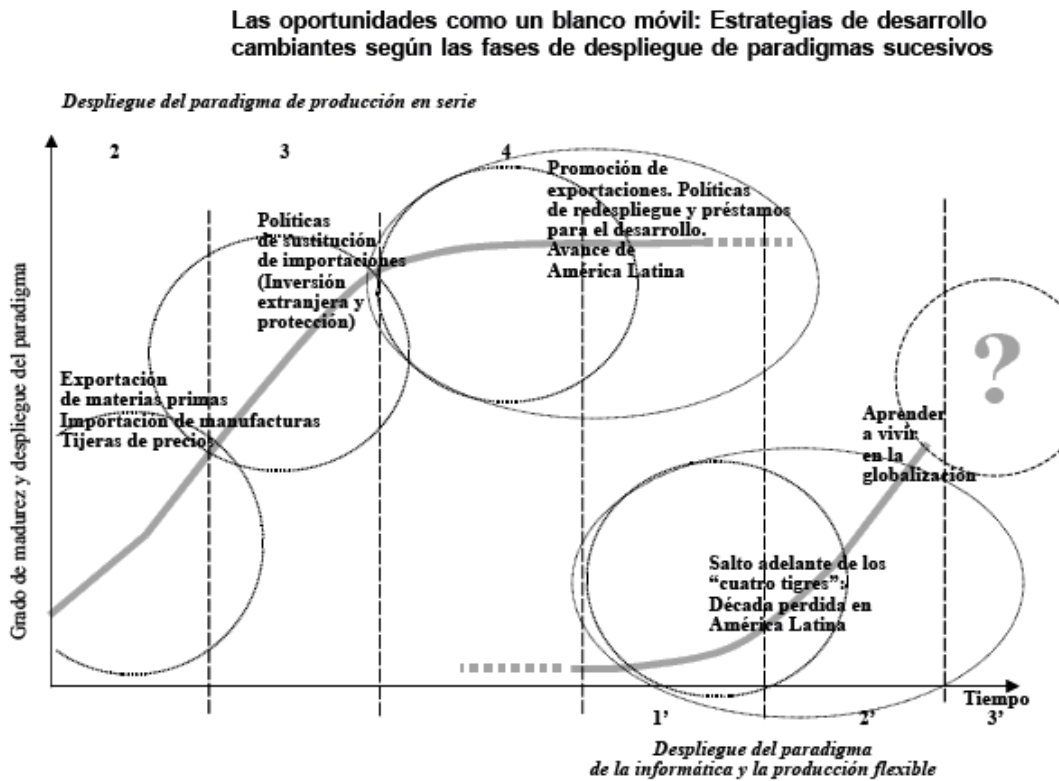 Las oportunidades como un blanco móvil: Estrategias de desarrollo
cambiantes según las fases de despliegue de paradigmas sucesivos
Despliegue del paradigma de producción en serie
2
3
4
Promoción de
exportaciones. Políticas
de redespliegue y préstamos
para el desarrollo.
Avance de
América Latina
Políticas
de sustitución
de importaciones
(Inversión
extranjera y
protección)
Exportación
de materias primas
Importación de manufacturas
Tijeras de precios
Grado de madurez y despliegue del paradigma
?
Aprender
a vivir
en la
globalización
Salto adelante de los
“cuatro tigres”:
Década perdida en
América Latina
Tiempo
1’
2’
3’
Despliegue del paradigma
de la informática y la producción flexible